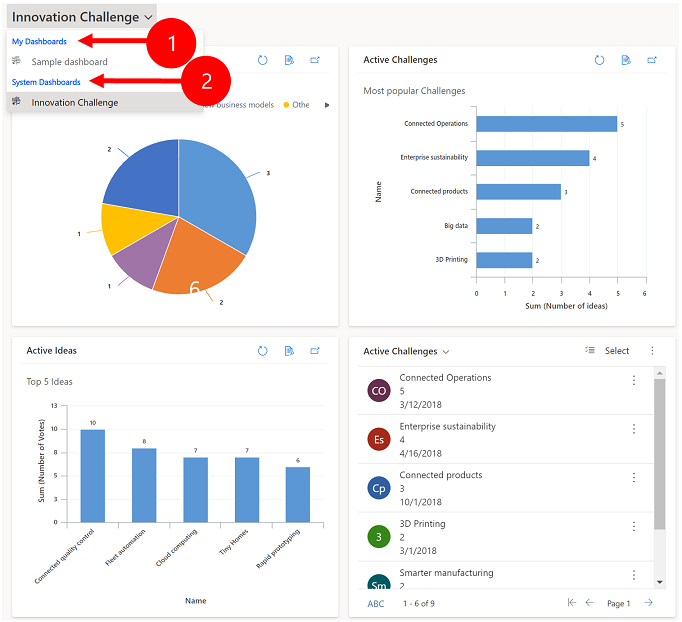 Innovation Challenge
My Dashboards
1
Sample dashboard
System Dashboards
2
Innovation Challenge
business models
Othe
2
3
1
1
2
6
Active Challenges
Most popular Challenges
Name
Connected Operations
5
Enterprise sustainability
4
Connected products
3
Big data
2
3D Printing
2
0 1 2 3 4 5 6
Sum (Number of ideas)
Active Ideas
Top 5 Ideas
Sum (Number of Votes)
13
10
8
5
3
0
10
8
7
7
6
Connected quality control
Fleet automation
Cloud computing
Tiny Homes
Rapid prototyping
Name
Active Challenges
Select
CO
Connected Operations
5
3/12/2018
Es
Enterprise sustainability
4
4/16/2018
Cp
Connected products
3
10/1/2018
3
3D Printing
2
3/1/2018
Sm
Smarter manufacturing
2
ABC
1 - 6 of 9
Page 1